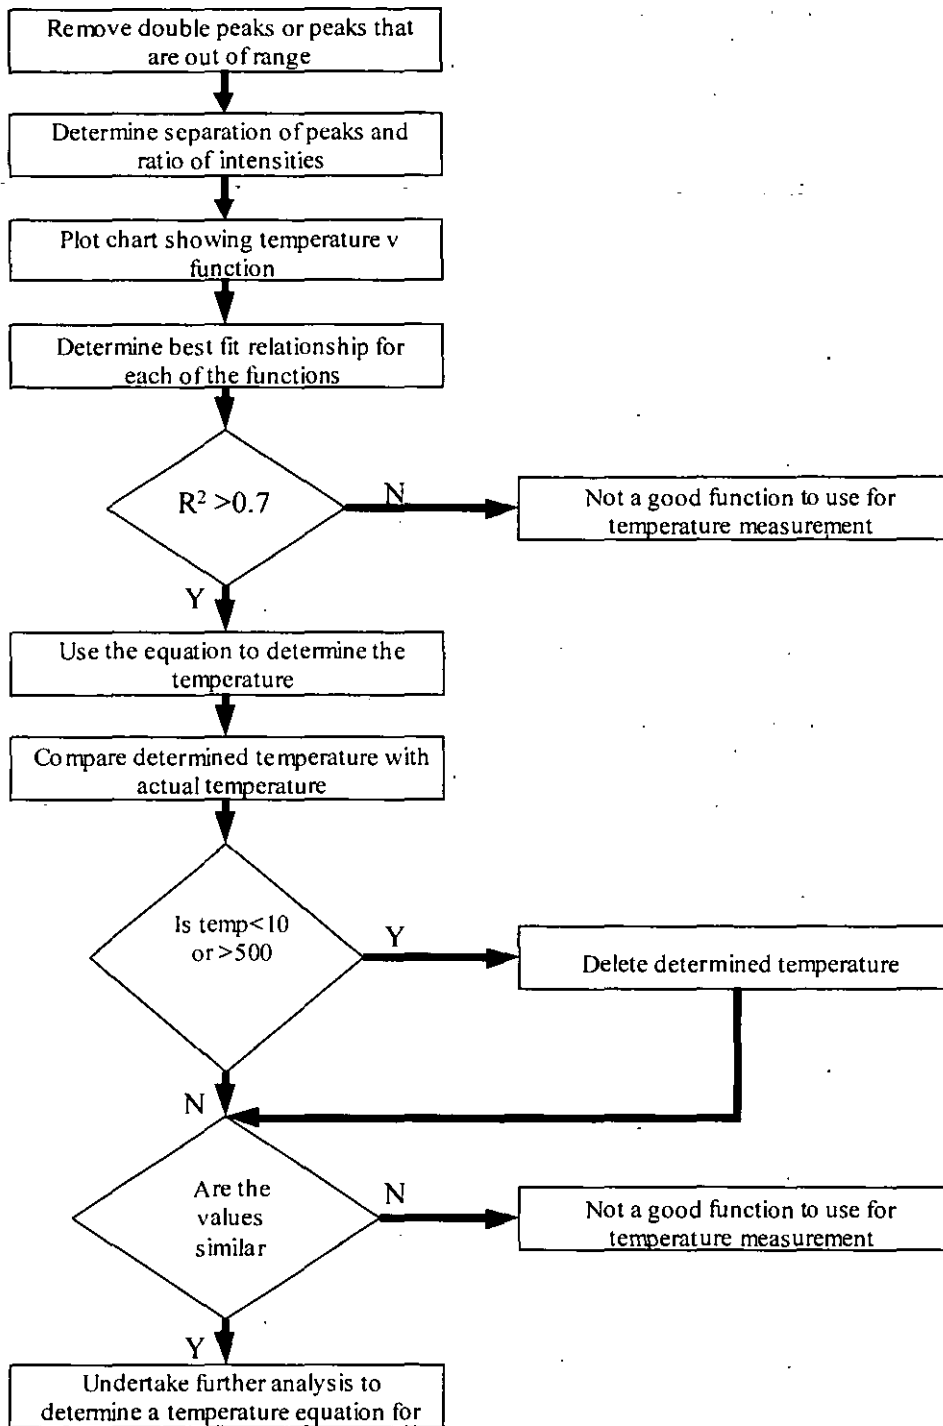 Remove double peaks or peaks that
are out of range
Determine separation of peaks and
ratio of intensities
Plot chart showing temperature v
function
Determine best fit relationship for
each of the functions
R² >0.7
N
Not a good function to use for
temperature measurement
Y
Use the equation to determine the
temperature
Compare determined temperature with
actual temperature
Is temp<10
or >500
Y
Delete determined temperature
N
Are the
values
similar
N
Not a good function to use for
temperature measurement
Y
Undertake further analysis to
determine a temperature equation for